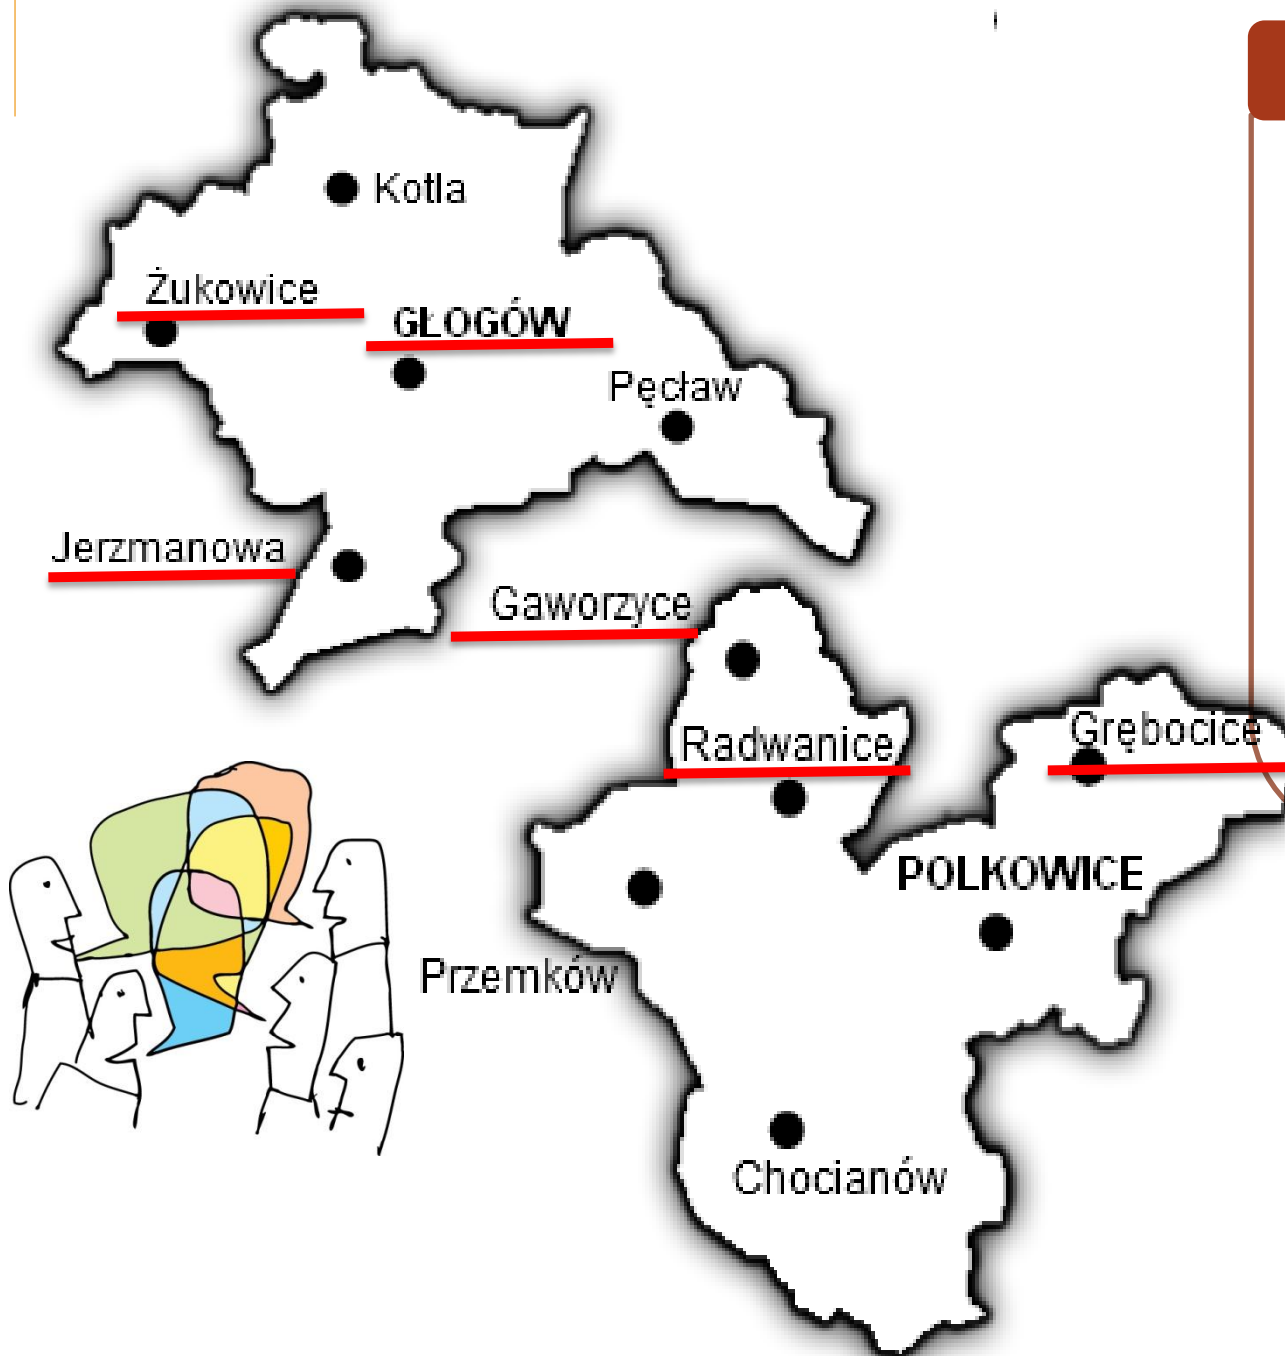 Kotla
Żukowice
GŁOGÓW
Pęcław
Jerzmanowa
Gaworzyce
Radwanice
Grębocice
POLKOWICE
Przemków
Chocianów